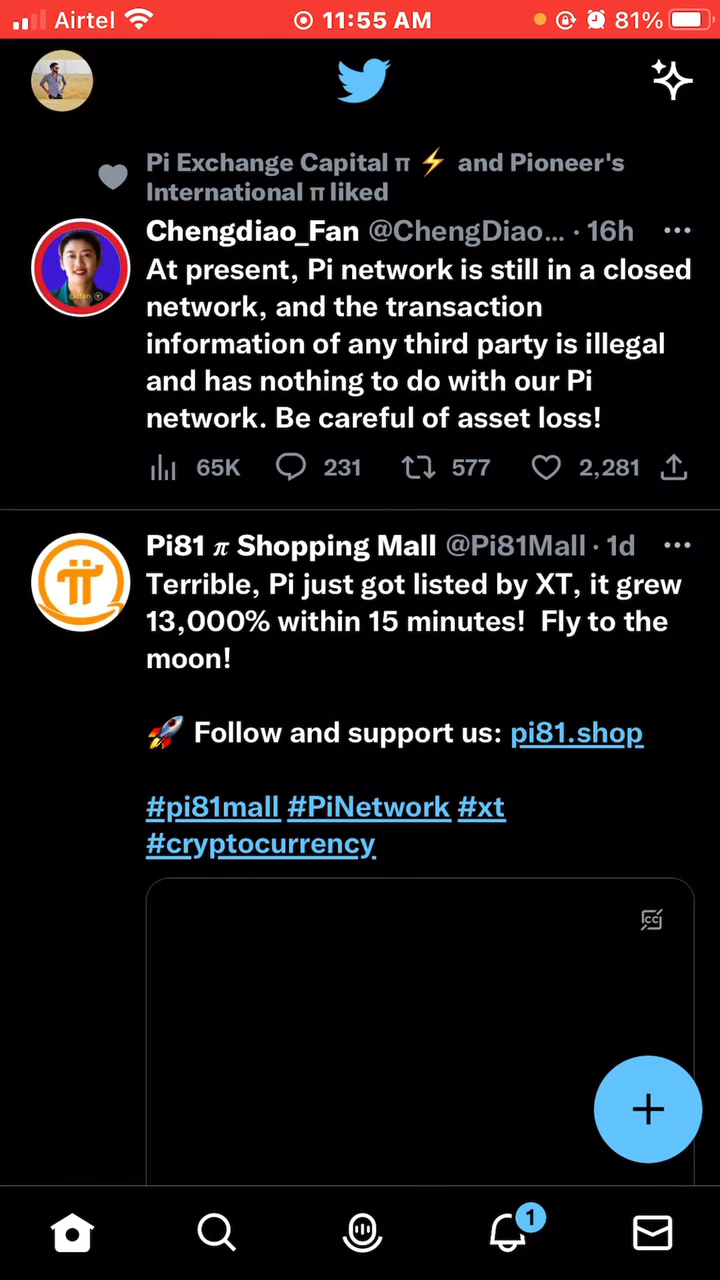 Airtel 11:55 AM 81%
Pi Exchange Capital π ⚡ and Pioneer's
International π liked
Chengdiao_Fan @ChengDiao... · 16h
At present, Pi network is still in a closed
network, and the transaction
information of any third party is illegal
and has nothing to do with our Pi
network. Be careful of asset loss!
65K 231 577 2,281
Pi81 π Shopping Mall @Pi81Mall · 1d
Terrible, Pi just got listed by XT, it grew
13,000% within 15 minutes! Fly to the
moon!
🚀 Follow and support us: pi81.shop
#pi81mall #PiNetwork #xt
#cryptocurrency
CC
1